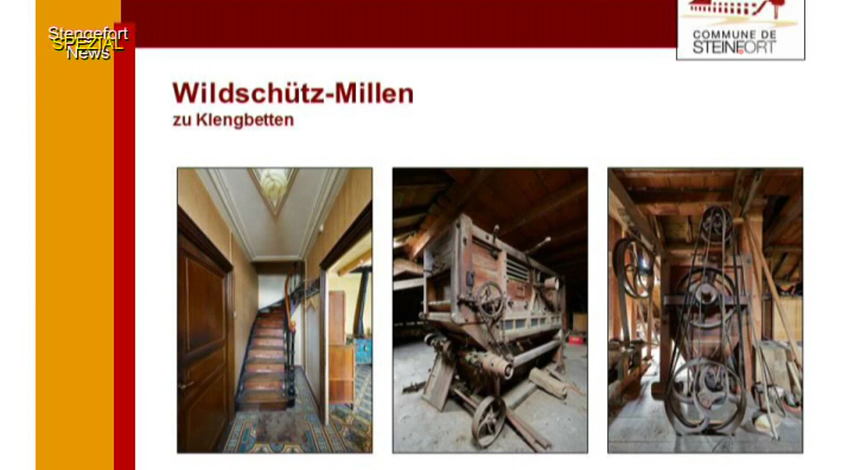 Stengefort
SPEZIAL
News
COMMUNE DE
STEINFORT
Wildschütz-Millen
zu Klengbetten